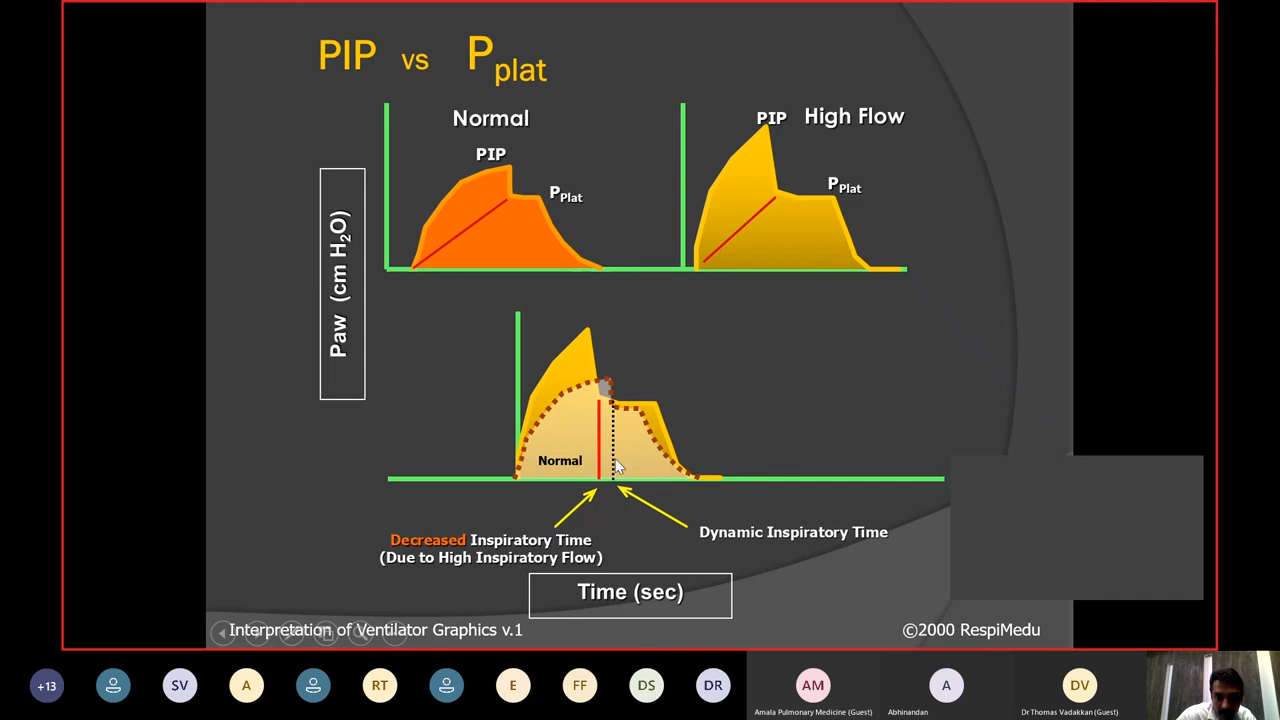 PIP vs Pplat
Normal
PIP
PPlat
PIP
High Flow
PPlat
Paw (cm H2O)
Normal
Decreased Inspiratory Time
(Due to High Inspiratory Flow)
Dynamic Inspiratory Time
Time (sec)
Interpretation of Ventilator Graphics v.1
©2000 RespiMedu
+13
SV
A
RT
E
FF
DS
DR
AM
A
DV
Amala Pulmonary Medicine (Guest)
Abhinandan
Dr Thomas Vadakkan (Guest)